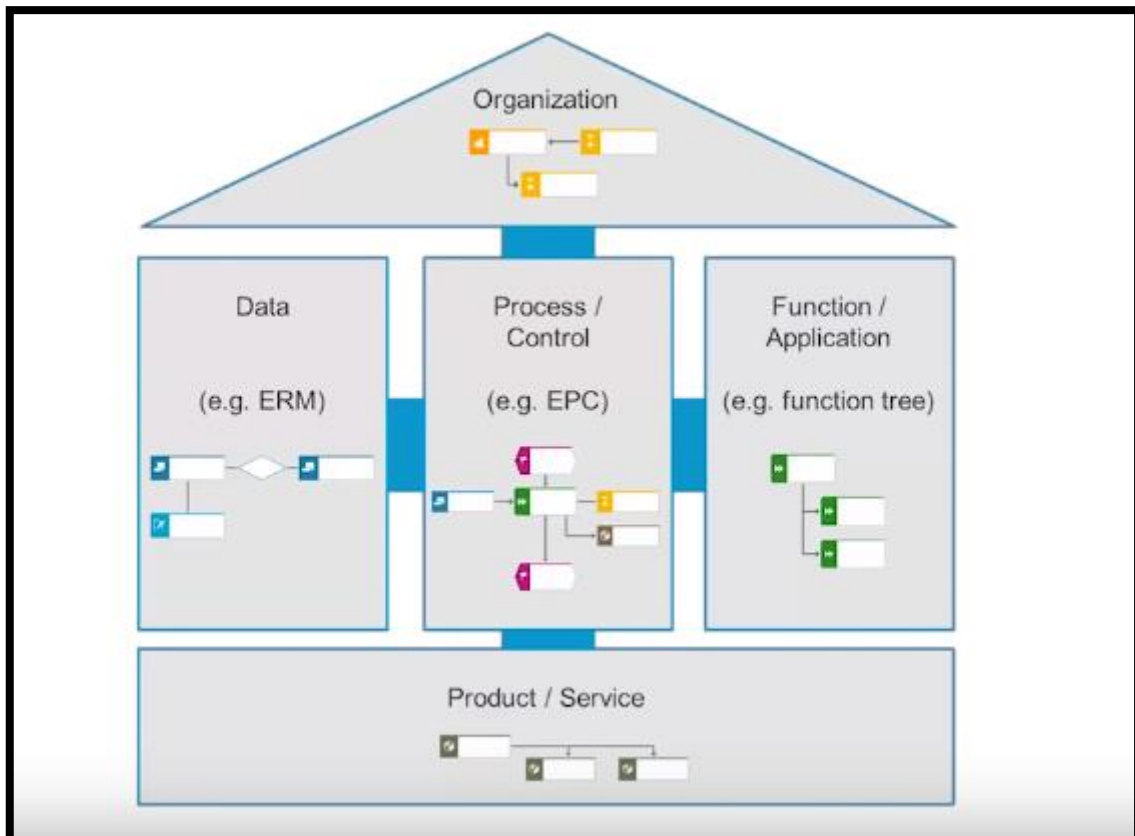 Organization
Data
(e.g. ERM)
Process /
Control
(e.g. EPC)
Function /
Application
(e.g. function tree)
Product / Service